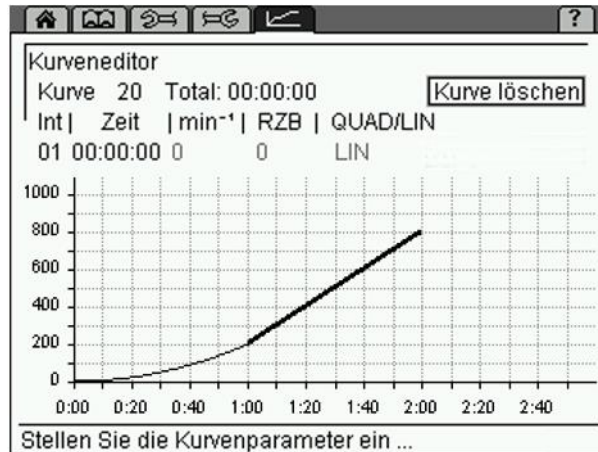 ?
Kurveneditor
Kurve 20 Total: 00:00:00 Kurve löschen
Int | Zeit | min⁻¹ | RZB | QUAD/LIN
01 00:00:00 0 0 LIN
1000
800
600
400
200
0
0:00 0:20 0:40 1:00 1:20 1:40 2:00 2:20 2:40
Stellen Sie die Kurvenparameter ein ...